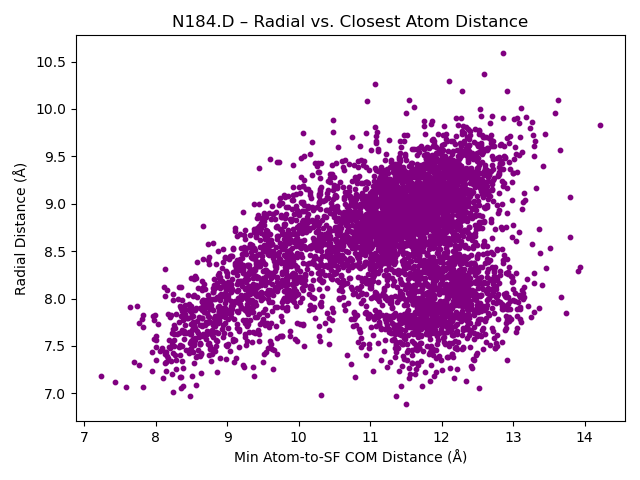 N184.D – Radial vs. Closest Atom Distance
Radial Distance (Å)
10.5
10.0
9.5
9.0
8.5
8.0
7.5
7.0
7 8 9 10 11 12 13 14
Min Atom-to-SF COM Distance (Å)